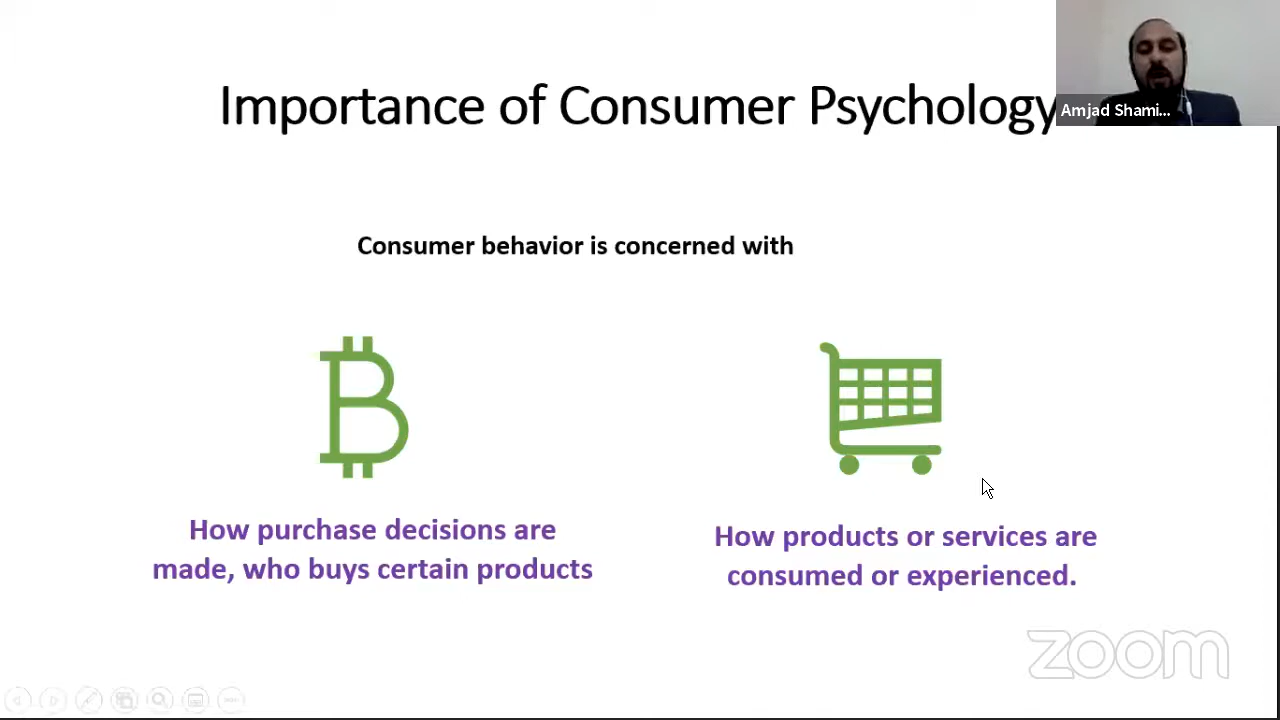 Importance of Consumer Psychology
Amjad Shami...
Consumer behavior is concerned with
How purchase decisions are
made, who buys certain products
How products or services are
consumed or experienced.
zoom